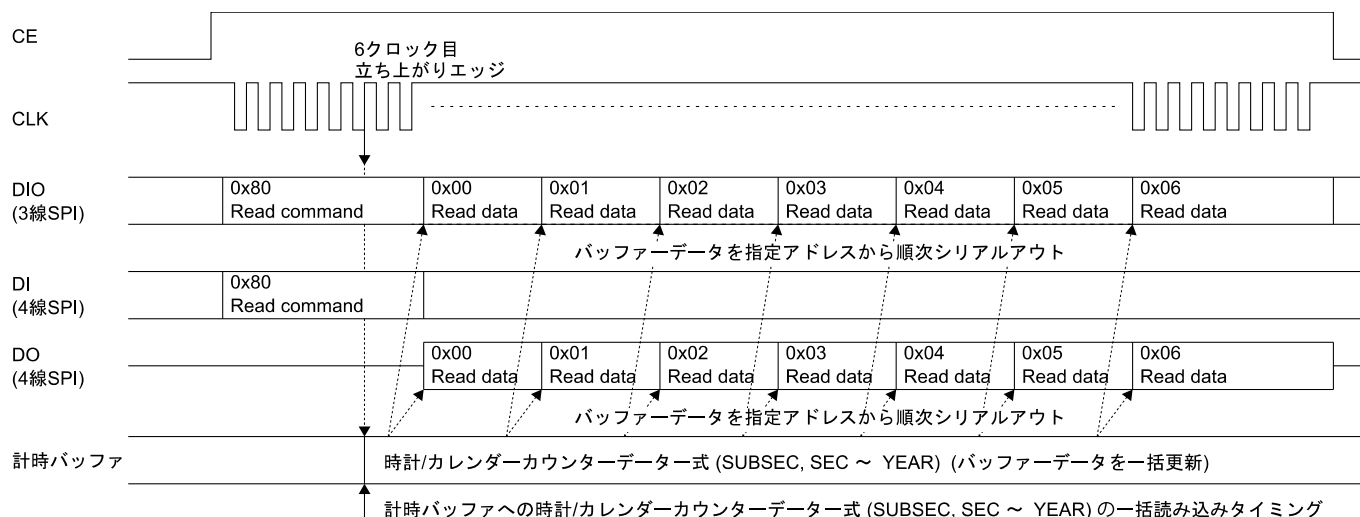 CE
6クロック目
立ち上がりエッジ
CLK
DIO
(3線SPI)
0x80
Read command
0x00
Read data
0x01
Read data
0x02
Read data
0x03
Read data
0x04
Read data
0x05
Read data
0x06
Read data
バッファーデータを指定アドレスから順次シリアルアウト
DI
(4線SPI)
0x80
Read command
DO
(4線SPI)
0x00
Read data
0x01
Read data
0x02
Read data
0x03
Read data
0x04
Read data
0x05
Read data
0x06
Read data
バッファーデータを指定アドレスから順次シリアルアウト
計時バッファ
時計/カレンダーカウンターデータ一式 (SUBSEC, SEC ～ YEAR) (バッファーデータを一括更新)
計時バッファへの時計/カレンダーカウンターデータ一式 (SUBSEC, SEC ～ YEAR) の一括読み込みタイミング